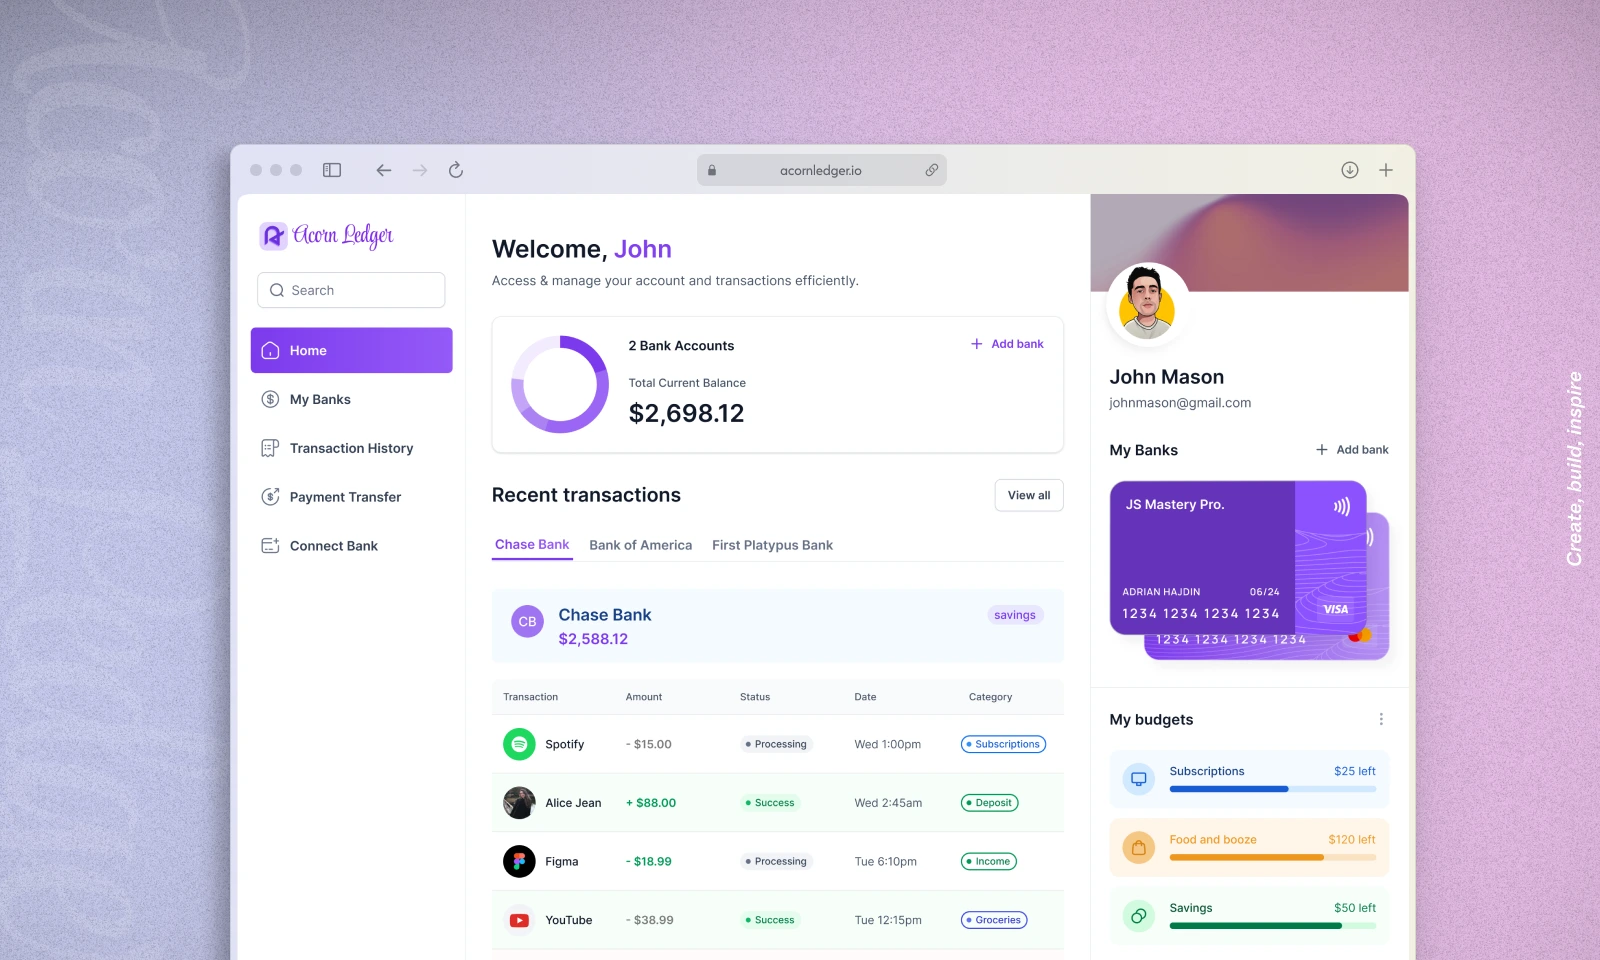 acornledger.io
Acorn Ledger
Search
Home
My Banks
Transaction History
Payment Transfer
Connect Bank
Welcome, John
Access & manage your account and transactions efficiently.
2 Bank Accounts
+ Add bank
Total Current Balance
$2,698.12
Recent transactions
View all
Chase Bank
Bank of America
First Platypus Bank
CB
Chase Bank
savings
$2,588.12
Transaction Amount Status Date Category
Spotify - $15.00 Processing Wed 1:00pm Subscriptions
Alice Jean + $88.00 Success Wed 2:45am Deposit
Figma - $18.99 Processing Tue 6:10pm Income
YouTube - $38.99 Success Tue 12:15pm Groceries
John Mason
johnmason@gmail.com
My Banks
+ Add bank
JS Mastery Pro.
ADRIAN HAJDIN 06/24
1234 1234 1234 1234
VISA
1234 1234 1234 1234
My budgets
Subscriptions $25 left
Food and booze $120 left
Savings $50 left
Create, build, inspire